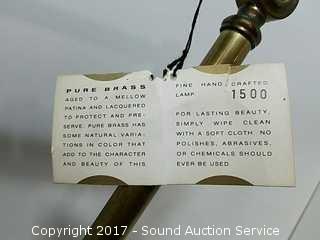 PURE BRASS
AGED TO A MELLOW
PATINA AND LACQUERED
TO PROTECT AND PRE-
SERVE. PURE BRASS HAS
SOME NATURAL VARIA-
TIONS IN COLOR THAT
ADD TO THE CHARACTER
AND BEAUTY OF THIS
FINE HAND CRAFTED
LAMP. 1500
FOR LASTING BEAUTY,
SIMPLY WIPE CLEAN
WITH A SOFT CLOTH. NO
POLISHES, ABRASIVES,
OR CHEMICALS SHOULD
EVER BE USED.
Copyright 2017 - Sound Auction Service